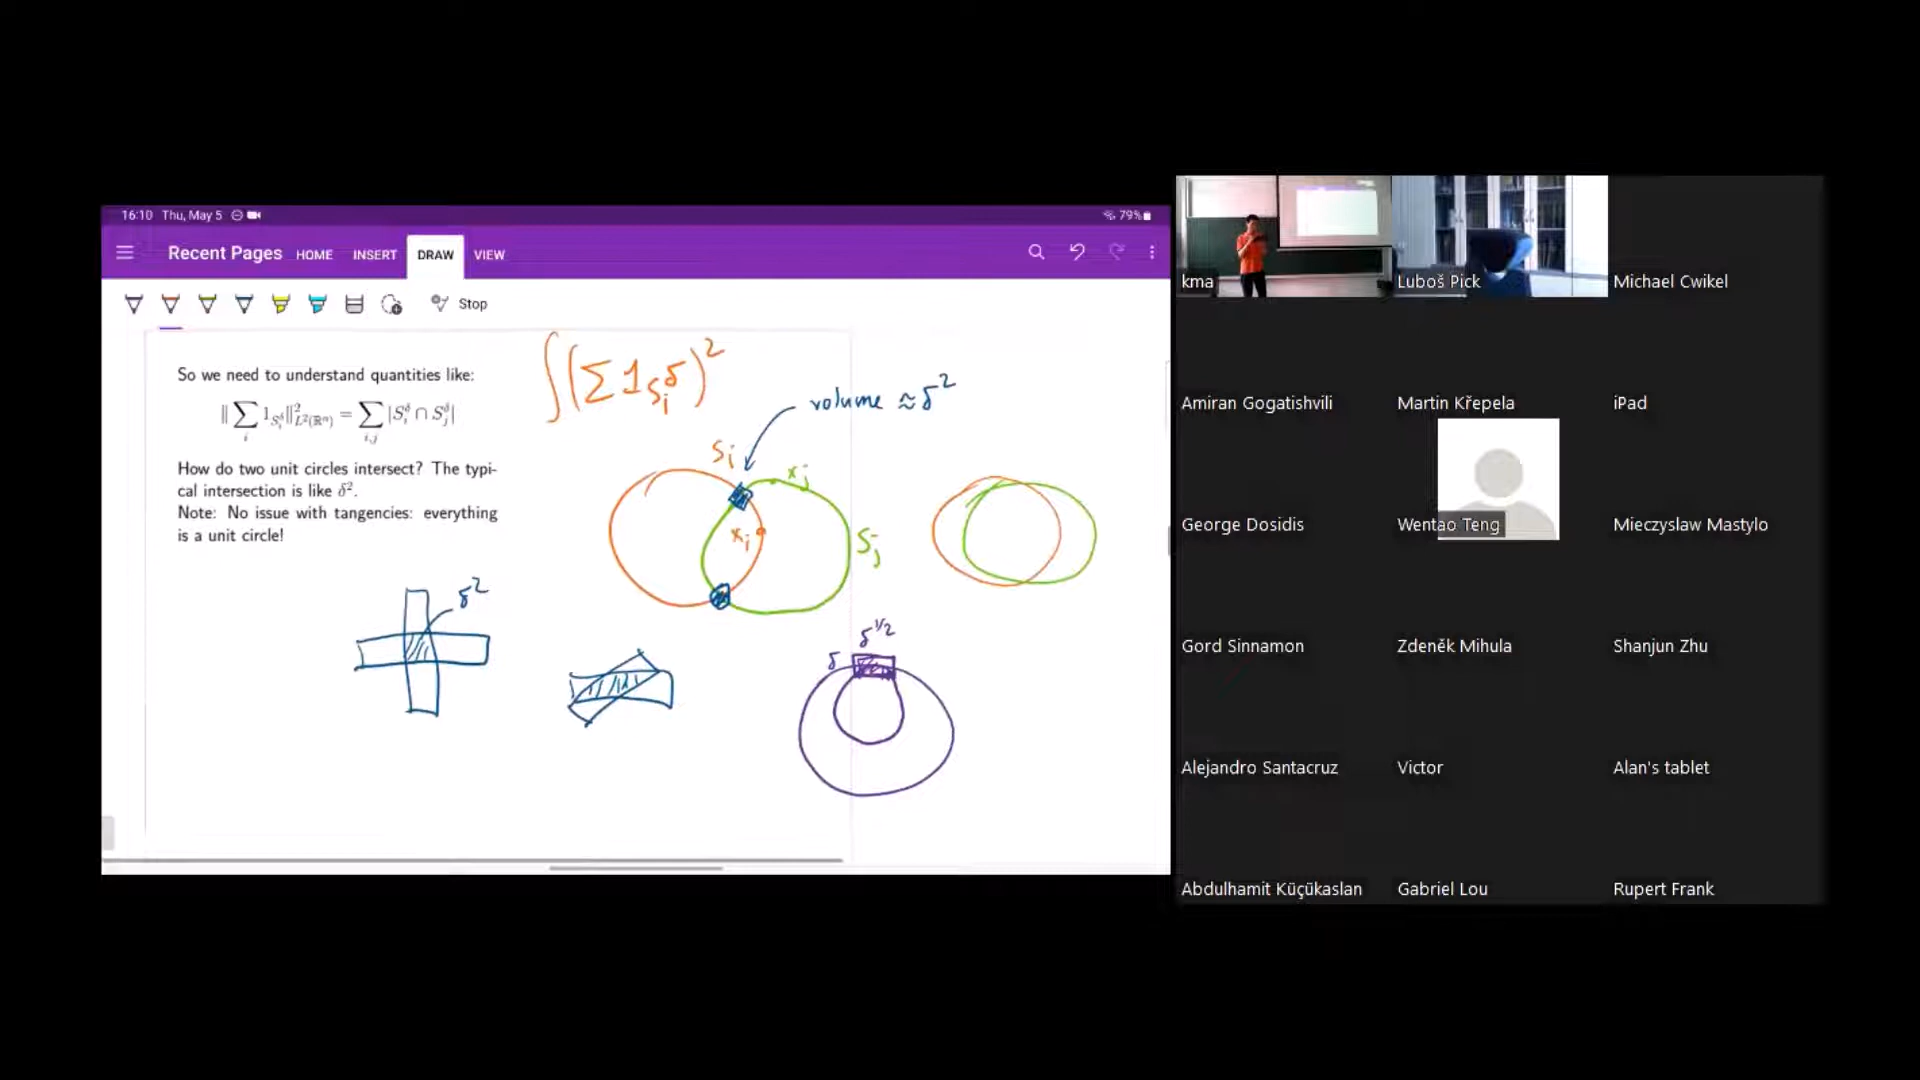 16:10 Thu, May 5
79%
Recent Pages HOME INSERT DRAW VIEW
Stop
So we need to understand quantities like:
‖ ∑_i 1_{S_i^δ} ‖²_{L²(ℝⁿ)} = ∑_{i,j} |S_i^δ ∩ S_j^δ|
How do two unit circles intersect? The typi-
cal intersection is like δ².
Note: No issue with tangencies: everything
is a unit circle!
∫(∑ 1_{S_i^δ})²
volume ≈ δ²
S_i
x_j
x_i
S_j
δ²
δ^{1/2}
δ
kma
Luboš Pick
Michael Cwikel
Amiran Gogatishvili
Martin Křepela
iPad
George Dosidis
Wentao Teng
Mieczyslaw Mastylo
Gord Sinnamon
Zdeněk Mihula
Shanjun Zhu
Alejandro Santacruz
Victor
Alan's tablet
Abdulhamit Küçükaslan
Gabriel Lou
Rupert Frank